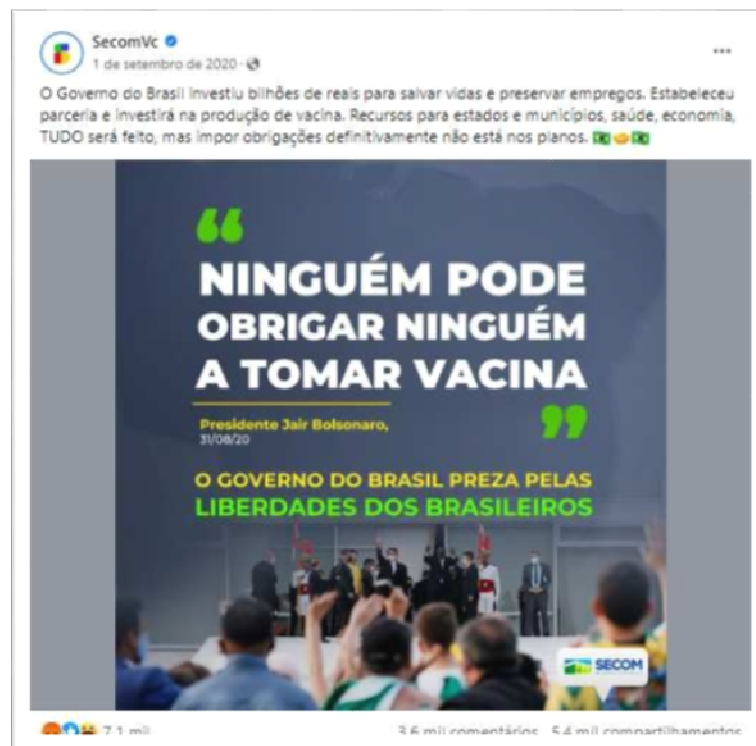 SecomVc
1 de setembro de 2020
O Governo do Brasil investiu bilhões de reais para salvar vidas e preservar empregos. Estabeleceu
parceria e investirá na produção de vacina. Recursos para estados e municípios, saúde, economia,
TUDO será feito, mas impor obrigações definitivamente não está nos planos.
“
NINGUÉM PODE
OBRIGAR NINGUÉM
A TOMAR VACINA
”
Presidente Jair Bolsonaro,
31/08/20
O GOVERNO DO BRASIL PREZA PELAS
LIBERDADES DOS BRASILEIROS
SECOM
7,1 mil
3,6 mil comentários 5,4 mil compartilhamentos